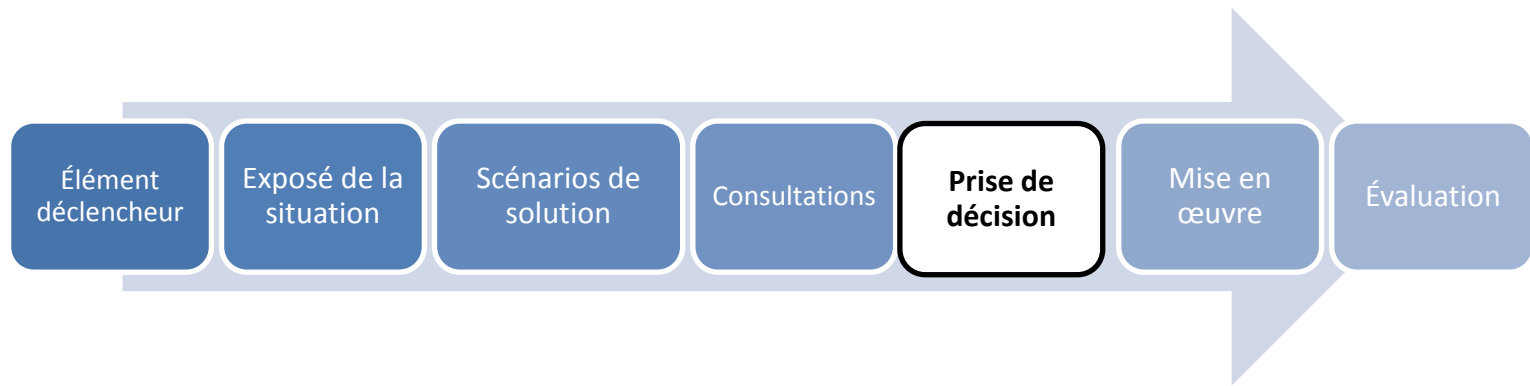 Élément
déclencheur
Exposé de la
situation
Scénarios de
solution
Consultations
Prise de
décision
Mise en
œuvre
Évaluation